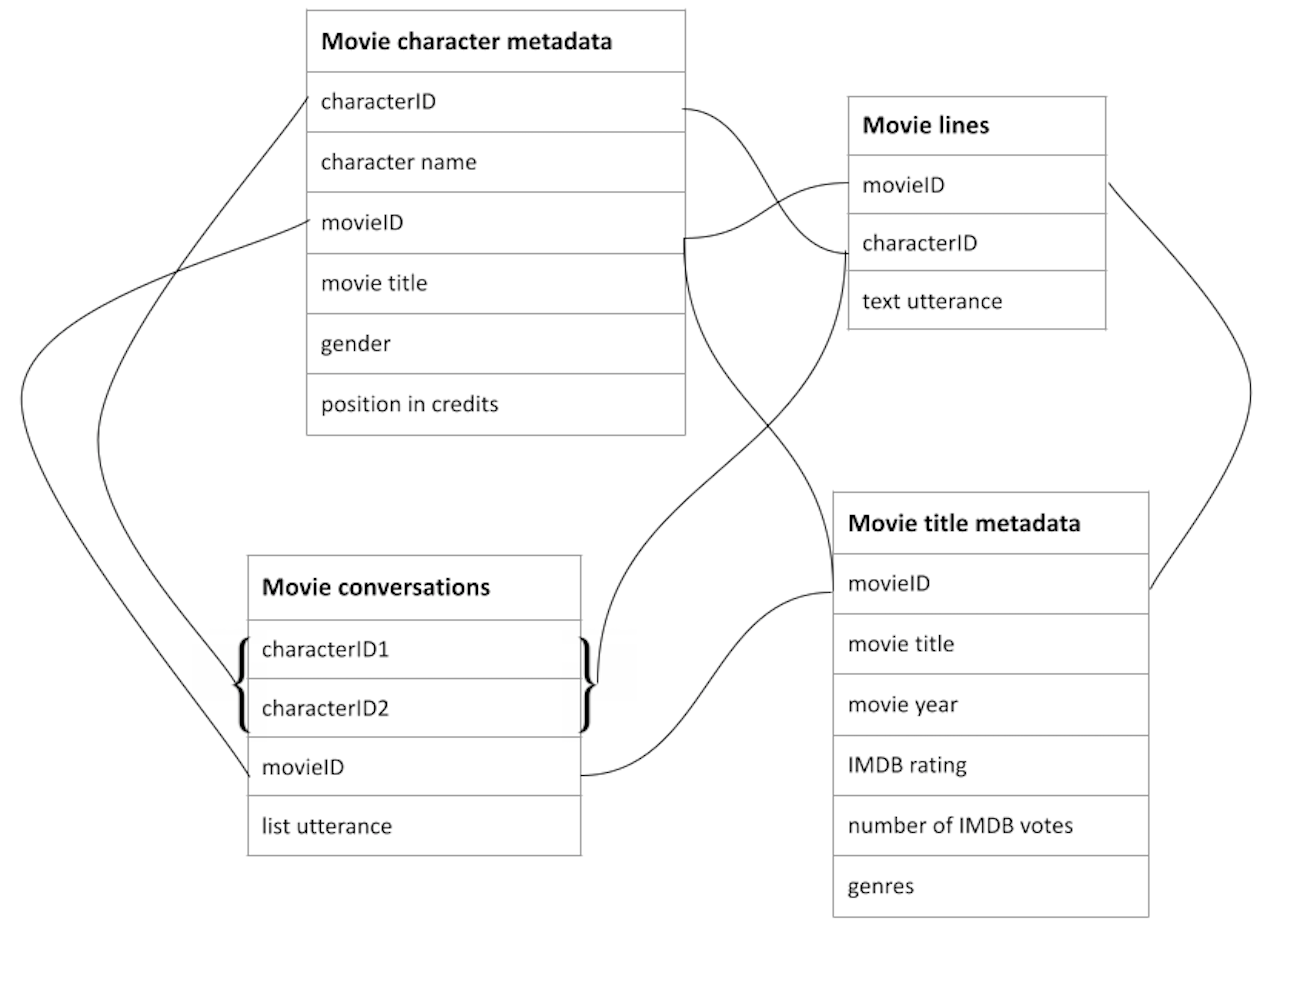 Movie character metadata
characterID
character name
movieID
movie title
gender
position in credits
Movie lines
movieID
characterID
text utterance
Movie conversations
characterID1
characterID2
movieID
list utterance
Movie title metadata
movieID
movie title
movie year
IMDB rating
number of IMDB votes
genres